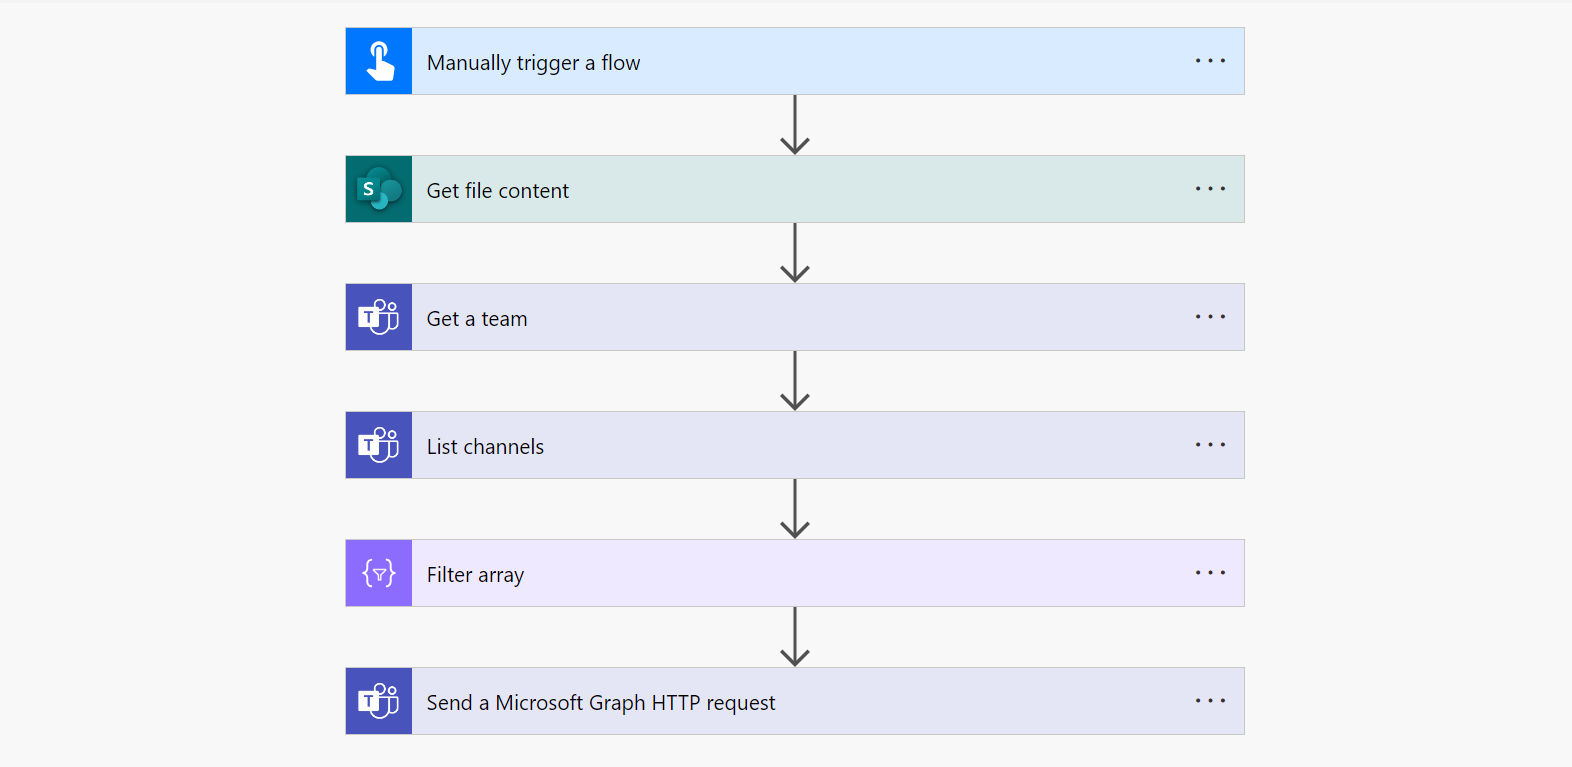 Manually trigger a flow
S
Get file content
T
Get a team
T
List channels
Filter array
T
Send a Microsoft Graph HTTP request